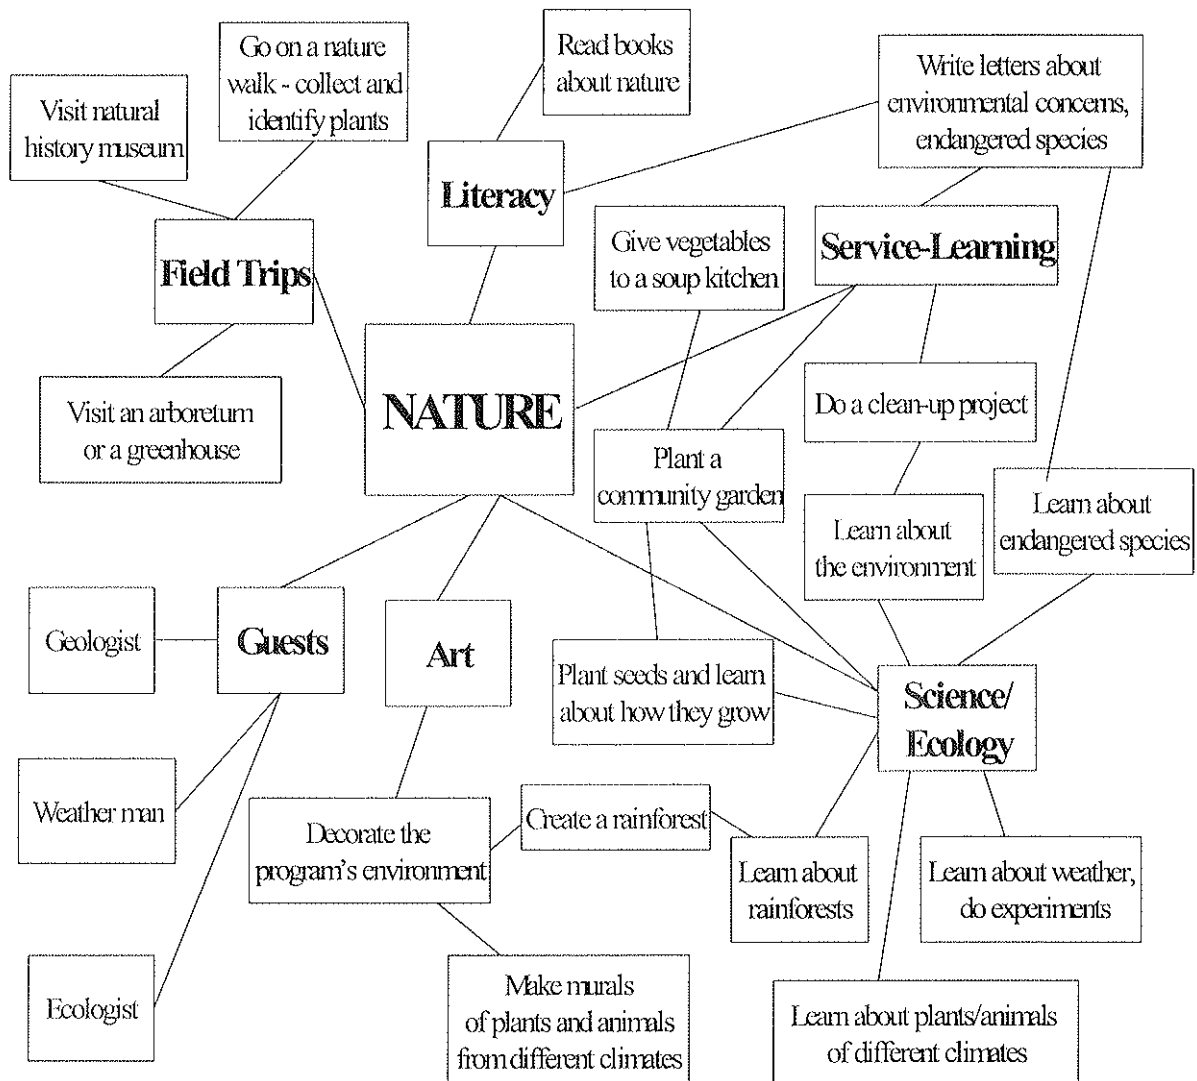 Go on a nature
walk - collect and
identify plants
Read books
about nature
Write letters about
environmental concerns,
endangered species
Visit natural
history museum
Literacy
Field Trips
Give vegetables
to a soup kitchen
Service-Learning
NATURE
Visit an arboretum
or a greenhouse
Do a clean-up project
Plant a
community garden
Learn about
the environment
Learn about
endangered species
Geologist
Guests
Art
Plant seeds and learn
about how they grow
Science/
Ecology
Weather man
Decorate the
program's environment
Create a rainforest
Learn about
rainforests
Learn about weather,
do experiments
Ecologist
Make murals
of plants and animals
from different climates
Learn about plants/animals
of different climates